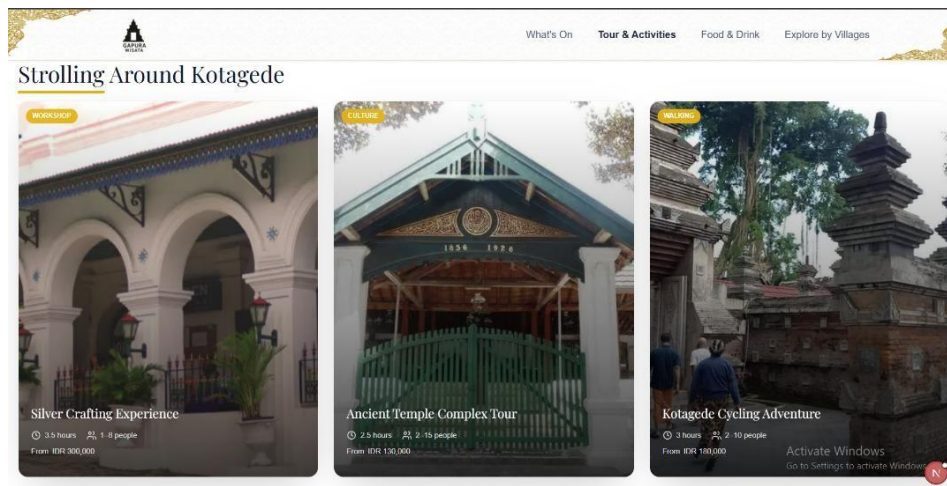 GAPURA
WISATA
What's On
Tour & Activities
Food & Drink
Explore by Villages
Strolling Around Kotagede
WORKSHOP
CULTURE
WALKING
1856 1926
Silver Crafting Experience
3.5 hours
1-8 people
From IDR 300,000
Ancient Temple Complex Tour
2.5 hours
2-15 people
From IDR 130,000
Kotagede Cycling Adventure
3 hours
2-10 people
From IDR 180,000
Activate Windows
Go to Settings to activate Windows
N